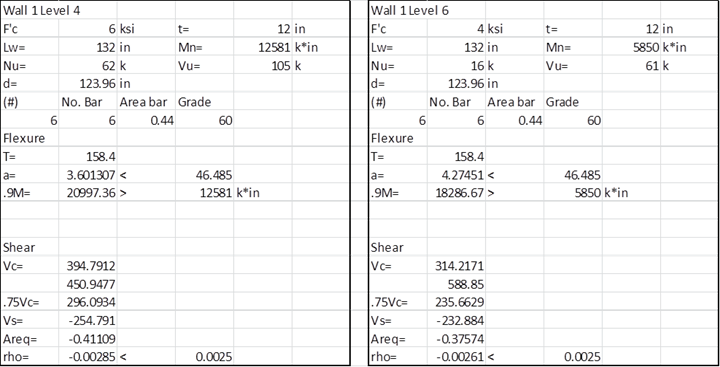 Wall 1 Level 4
F'c 6 ksi t= 12 in
Lw= 132 in Mn= 12581 k*in
Nu= 62 k Vu= 105 k
d= 123.96 in
(#) No. Bar Area bar Grade
6 6 0.44 60
Flexure
T= 158.4
a= 3.601307 < 46.485
.9M= 20997.36 > 12581 k*in
Shear
Vc= 394.7912
450.9477
.75Vc= 296.0934
Vs= -254.791
Areq= -0.41109
rho= -0.00285 < 0.0025
Wall 1 Level 6
F'c 4 ksi t= 12 in
Lw= 132 in Mn= 5850 k*in
Nu= 16 k Vu= 61 k
d= 123.96 in
(#) No. Bar Area bar Grade
6 6 0.44 60
Flexure
T= 158.4
a= 4.27451 < 46.485
.9M= 18286.67 > 5850 k*in
Shear
Vc= 314.2171
588.85
.75Vc= 235.6629
Vs= -232.884
Areq= -0.37574
rho= -0.00261 < 0.0025